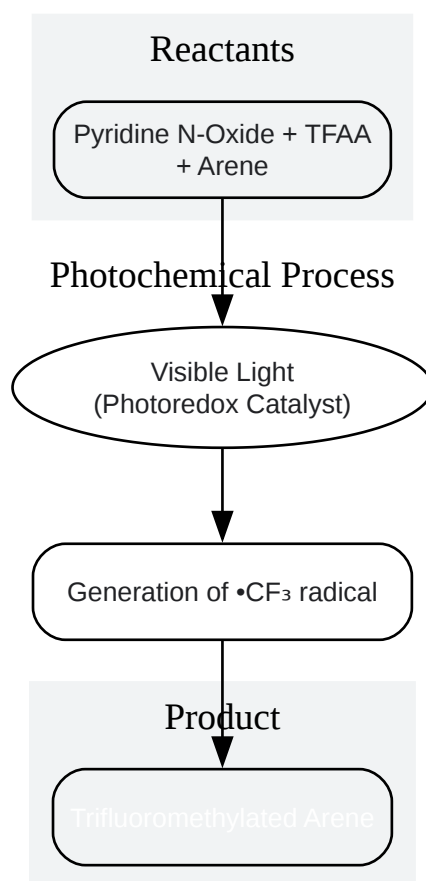 Reactants
Pyridine N-Oxide + TFAA
+ Arene
Photochemical Process
Visible Light
(Photoredox Catalyst)
Generation of •CF₃ radical
Product
Trifluoromethylated Arene